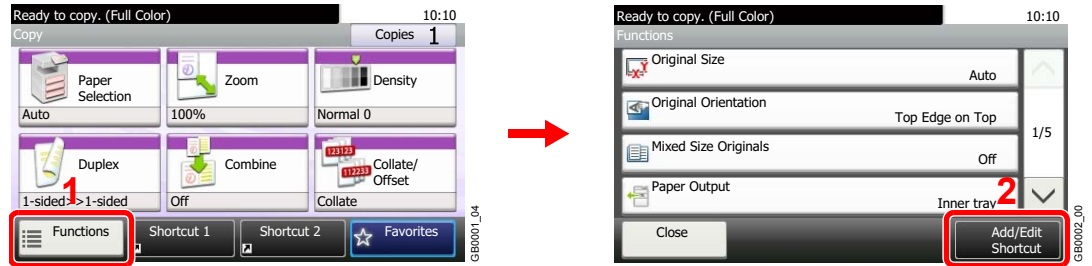 Ready to copy. (Full Color)
10:10
Copy
Copies 1
Paper
Selection
Auto
Zoom
100%
Density
Normal 0
Duplex
1-sided>>1-sided
Combine
Off
123123
112233
Collate/
Offset
Collate
1
Functions
Shortcut 1
Shortcut 2
Favorites
GB0001_04
Ready to copy. (Full Color)
10:10
Functions
Original Size
Auto
Original Orientation
Top Edge on Top
Mixed Size Originals
Off
Paper Output
Inner tray
1/5
2
Close
Add/Edit
Shortcut
GB0002_00